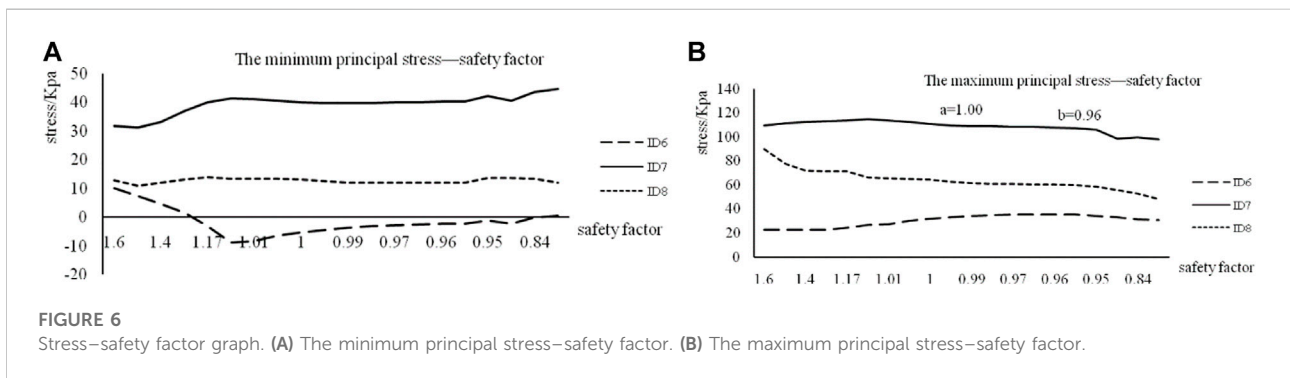 A
The minimum principal stress—safety factor
stress/Kpa
50
40
30
20
10
0
-10
-20
1.6 1.4 1.17 1.01 1 0.99 0.97 0.96 0.95 0.84
safety factor
ID6
ID7
ID8
B
The maximum principal stress—safety factor
stress/Kpa
140
120
100
80
60
40
20
0
a=1.00 b=0.96
1.6 1.4 1.17 1.01 1 0.99 0.97 0.96 0.95 0.84
safety factor
ID6
ID7
ID8
FIGURE 6
Stress–safety factor graph. (A) The minimum principal stress–safety factor. (B) The maximum principal stress–safety factor.